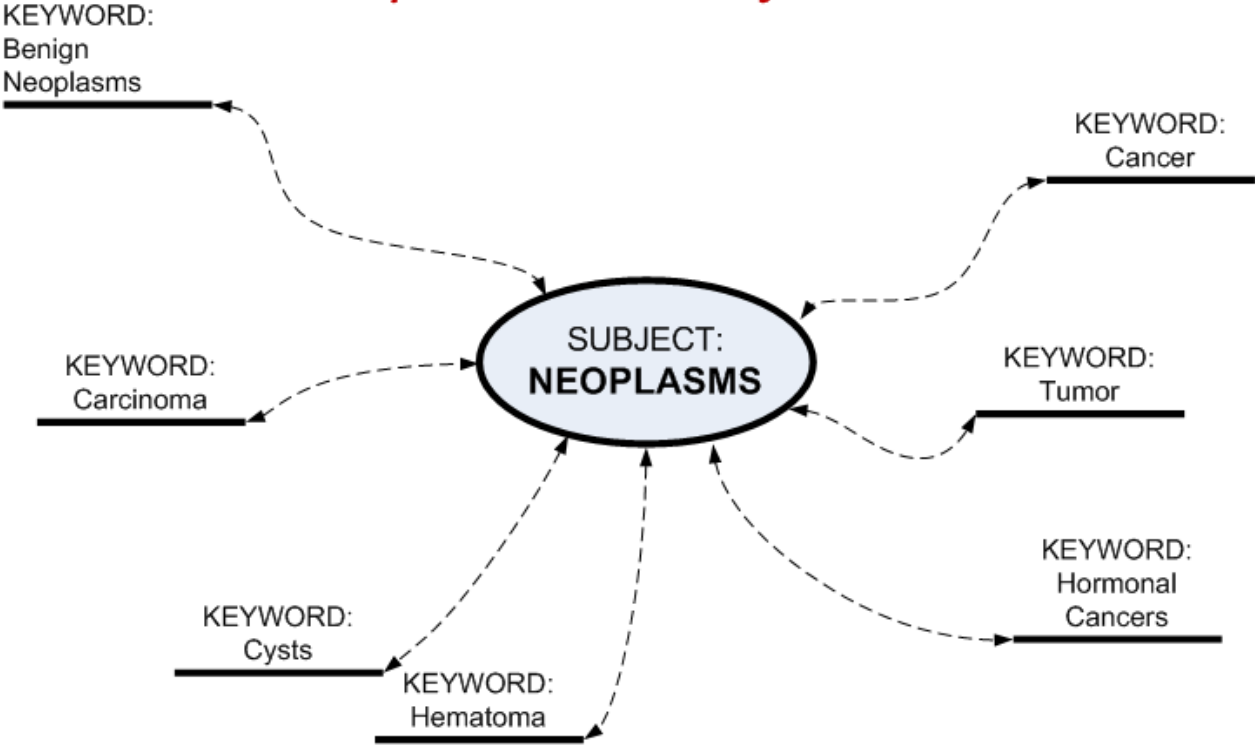 KEYWORD:
Benign
Neoplasms
KEYWORD:
Cancer
SUBJECT:
NEOPLASMS
KEYWORD:
Carcinoma
KEYWORD:
Tumor
KEYWORD:
Hormonal
Cancers
KEYWORD:
Cysts
KEYWORD:
Hematoma